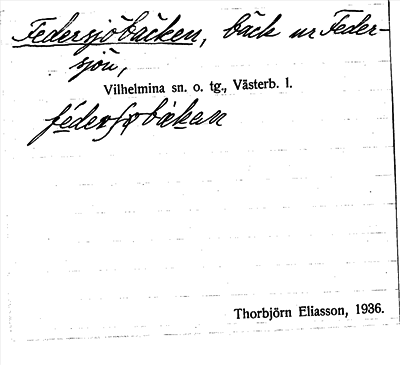 Federsjöbäcken, bäck ur Feder-
sjön,
Vilhelmina sn. o. tg., Västerb. l.
Thorbjörn Eliasson, 1936.